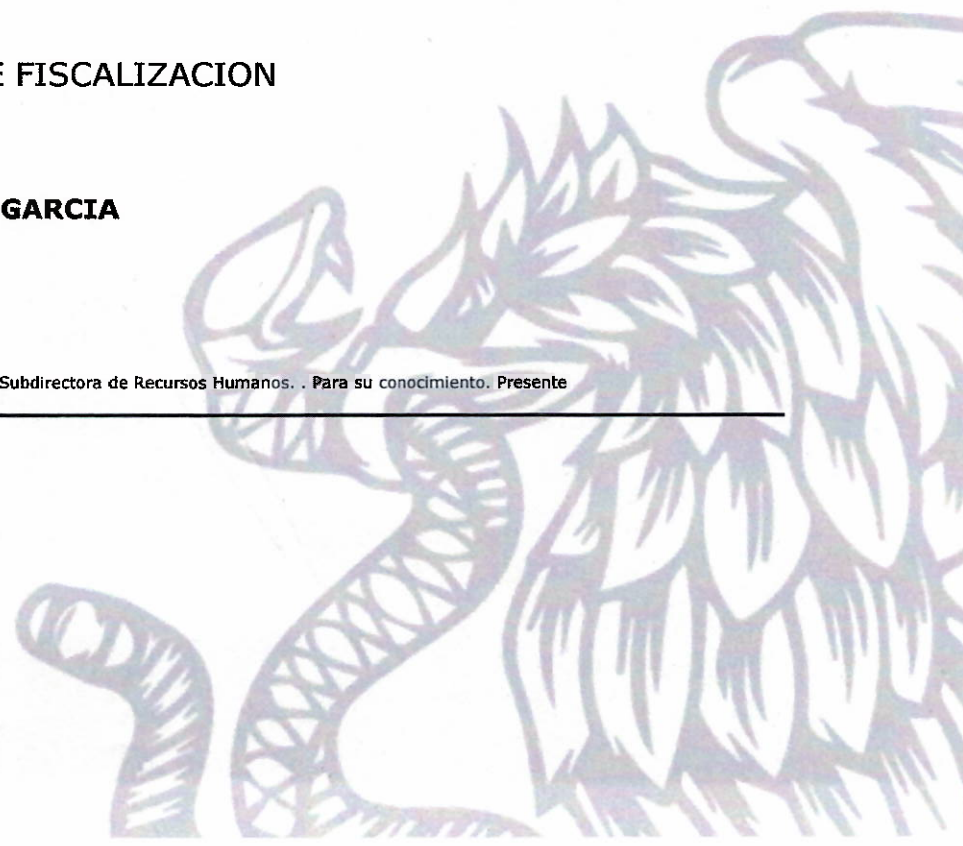 E FISCALIZACION
GARCIA
Subdirectora de Recursos Humanos. . Para su conocimiento. Presente